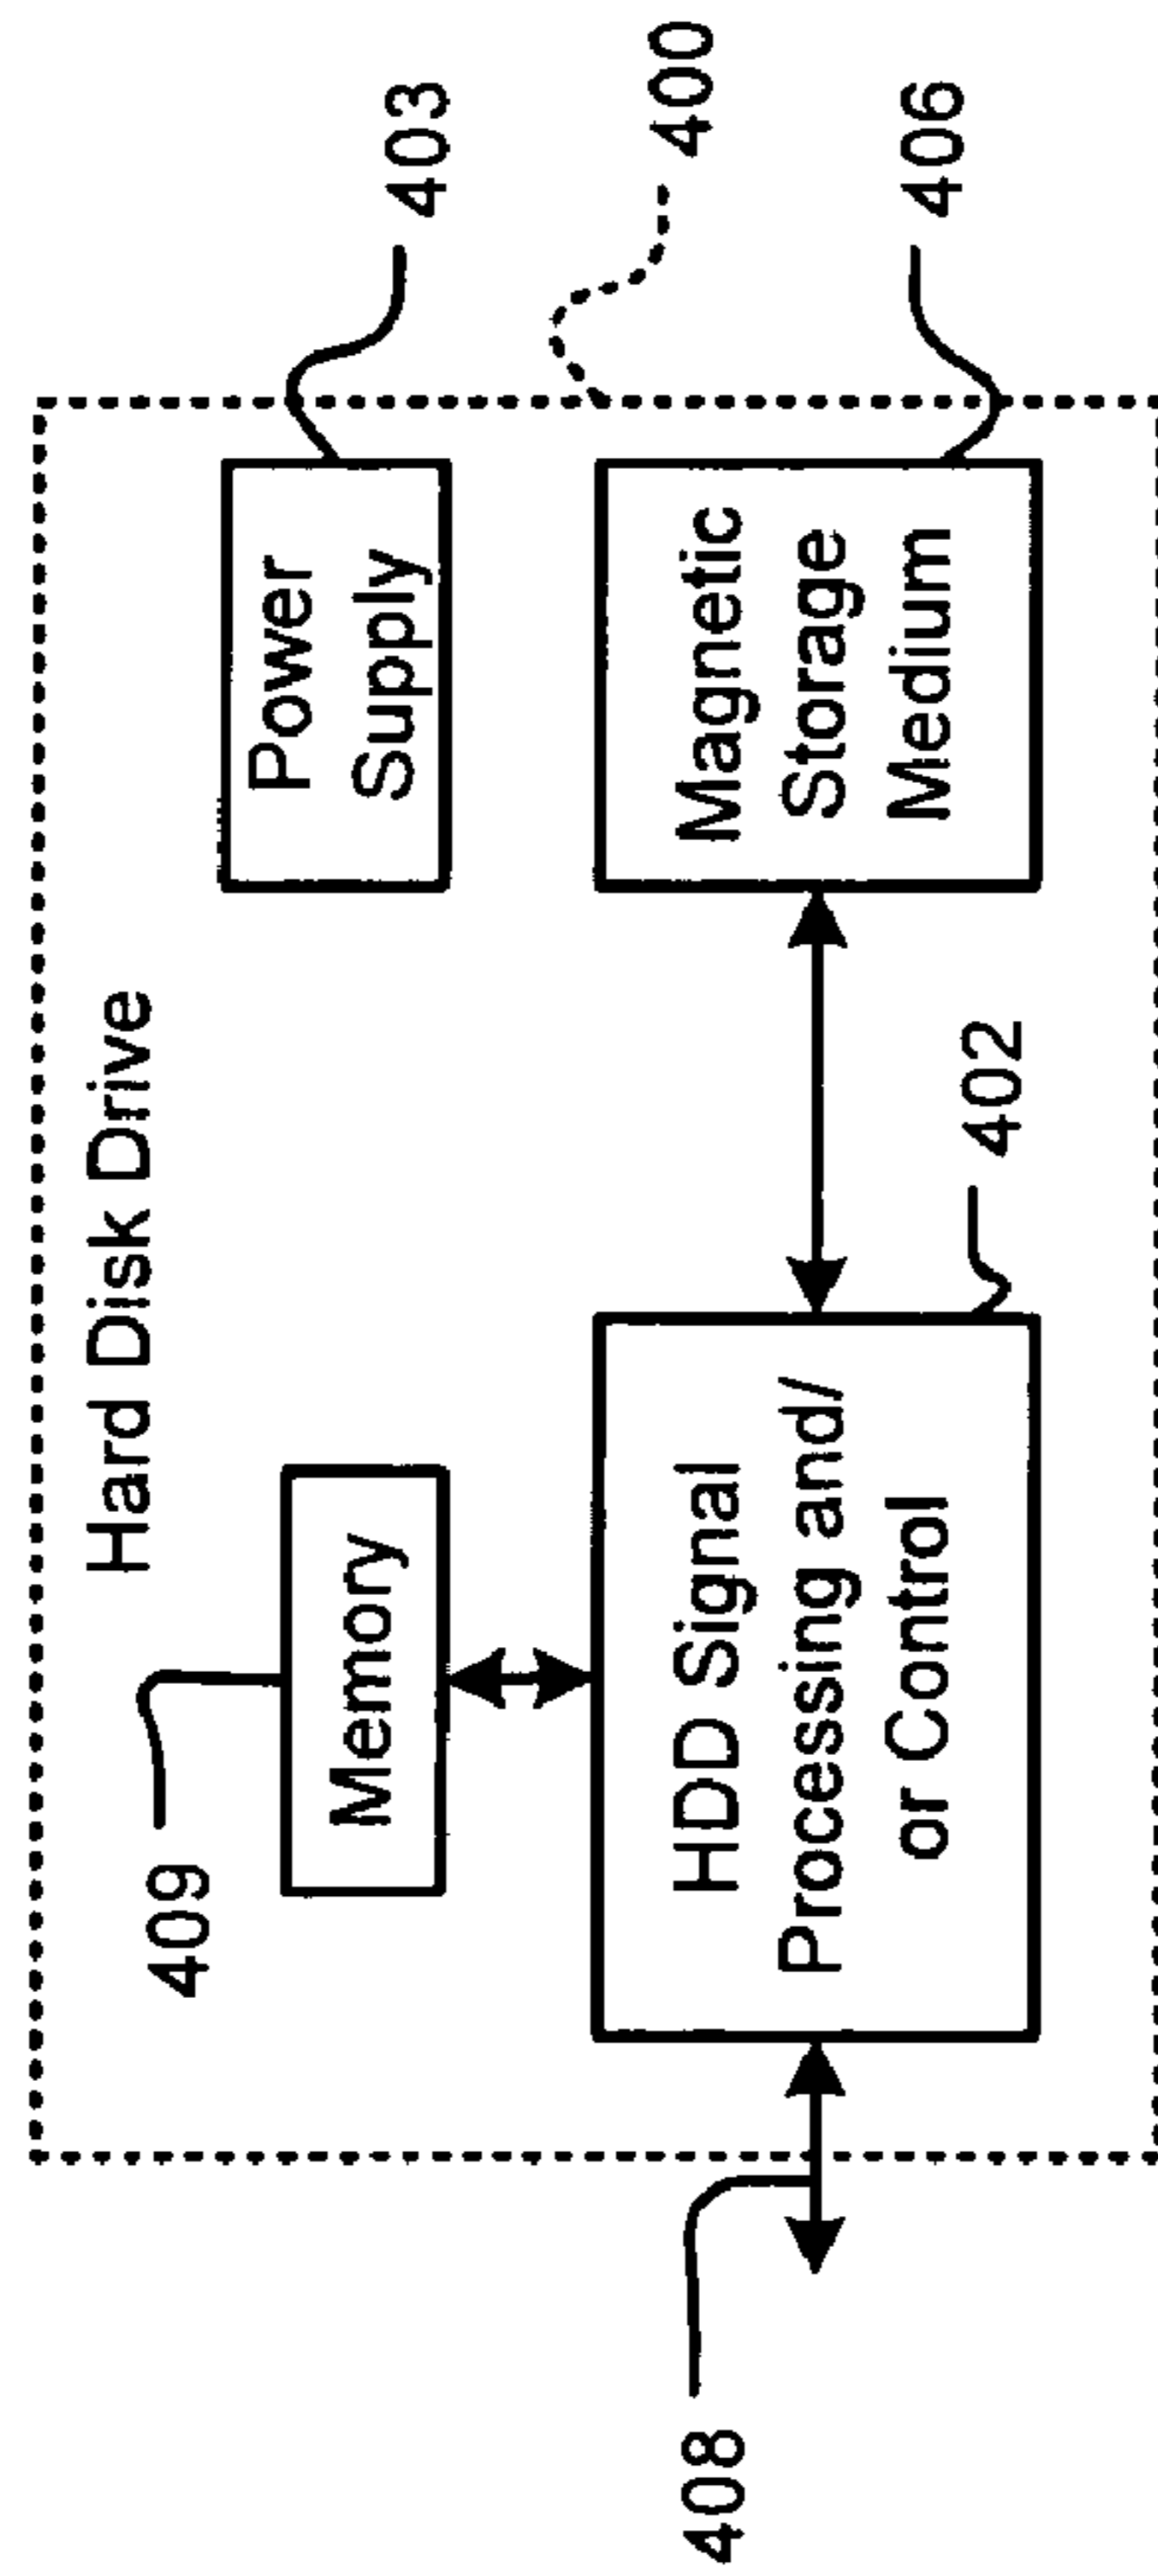 Hard Disk Drive
409
Memory
Power
Supply
403
400
408
HDD Signal
Processing and/
or Control
402
Magnetic
Storage
Medium
406